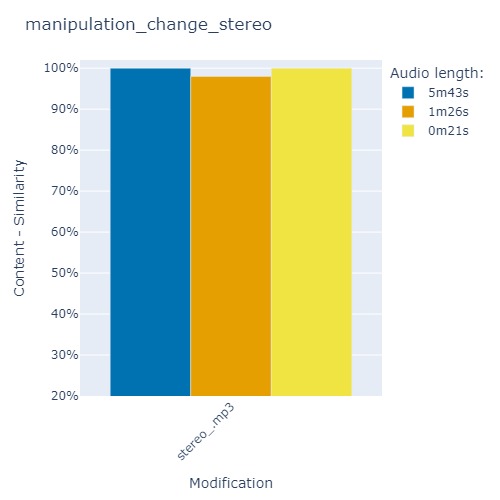 manipulation_change_stereo
Audio length:
5m43s
1m26s
0m21s
100%
90%
80%
70%
60%
50%
40%
30%
20%
Content - Similarity
stereo_.mp3
Modification